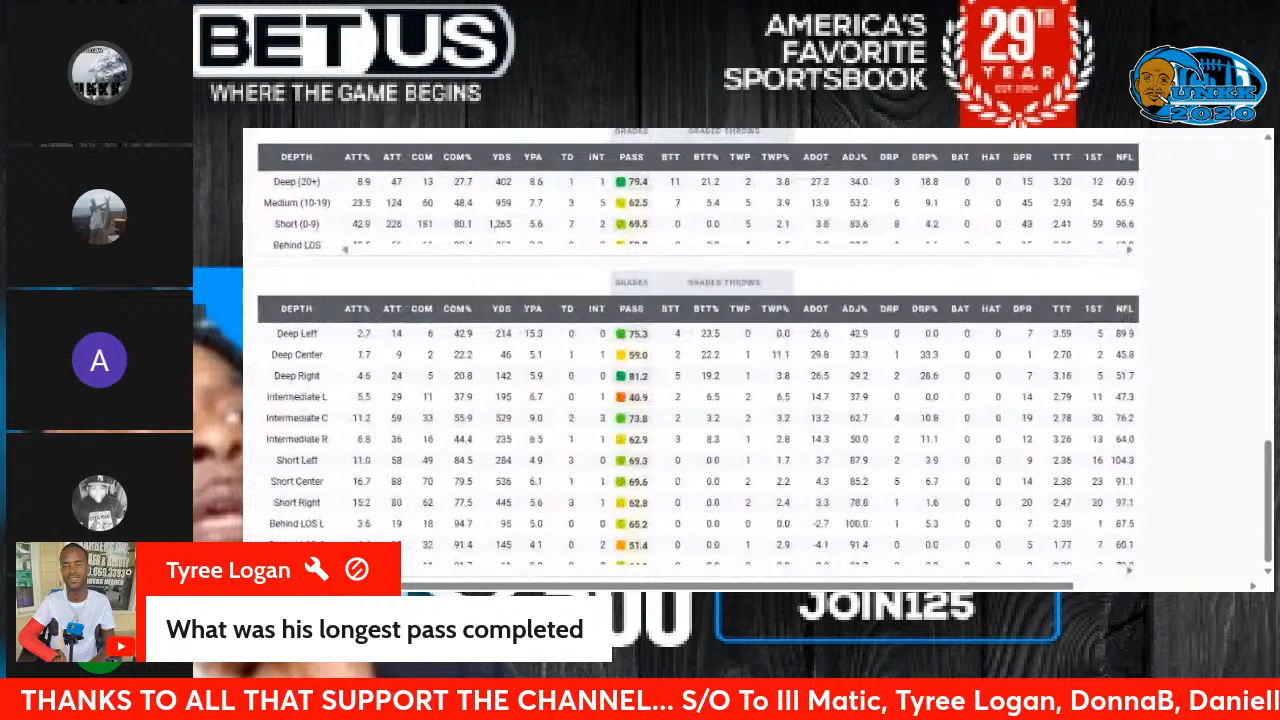 BETUS
WHERE THE GAME BEGINS
AMERICA'S
FAVORITE
SPORTSBOOK
29TH
YEAR
UNKK
2020
GRADES GRADED THROWS
DEPTH ATT% ATT COM COM% YDS YPA TD INT PASS BTT BTT% TWP TWP% ADOT ADJ% DRP DRP% BAT HAT DPR TTT 1ST NFL
Deep (20+) 8.9 47 13 27.7 402 8.6 1 1 79.4 11 21.2 2 3.8 27.2 34.0 3 18.8 0 0 15 3.20 12 60.9
Medium (10-19) 23.5 124 60 48.4 959 7.7 3 5 62.5 7 5.4 5 3.9 13.9 53.2 6 9.1 0 0 45 2.93 54 65.9
Short (0-9) 42.9 226 181 80.1 1,265 5.6 7 2 69.5 0 0.0 5 2.1 3.8 83.6 8 4.2 0 0 43 2.41 59 96.6
Behind LOS
GRADES GRADED THROWS
DEPTH ATT% ATT COM COM% YDS YPA TD INT PASS BTT BTT% TWP TWP% ADOT ADJ% DRP DRP% BAT HAT DPR TTT 1ST NFL
Deep Left 2.7 14 6 42.9 214 15.3 0 0 75.3 4 23.5 0 0.0 26.6 42.9 0 0.0 0 0 7 3.59 5 89.9
Deep Center 1.7 9 2 22.2 46 5.1 1 1 59.0 2 22.2 1 11.1 29.8 33.3 1 33.3 0 0 1 2.70 2 45.8
Deep Right 4.6 24 5 20.8 142 5.9 0 0 81.2 5 19.2 1 3.8 26.5 29.2 2 28.6 0 0 7 3.16 5 51.7
Intermediate L 5.5 29 11 37.9 195 6.7 0 1 40.9 2 6.5 2 6.5 14.7 37.9 0 0.0 0 0 14 2.79 11 47.3
Intermediate C 11.2 59 33 55.9 529 9.0 2 3 73.8 2 3.2 2 3.2 13.2 62.7 4 10.8 0 0 19 2.78 30 76.2
Intermediate R 6.8 36 16 44.4 235 6.5 1 1 62.9 3 8.3 1 2.8 14.3 50.0 2 11.1 0 0 12 3.26 13 64.0
Short Left 11.0 58 49 84.5 284 4.9 3 0 69.3 0 0.0 1 1.7 3.7 87.9 2 3.9 0 0 9 2.36 16 104.3
Short Center 16.7 88 70 79.5 536 6.1 1 1 69.6 0 0.0 2 2.2 4.3 85.2 5 6.7 0 0 14 2.38 23 91.1
Short Right 15.2 80 62 77.5 445 5.6 3 1 62.8 0 0.0 2 2.4 3.4 78.8 1 1.6 0 0 20 2.47 20 97.1
Behind LOS L 3.6 19 18 94.7 95 5.0 0 0 65.2 0 0.0 0 0.0 -2.7 100.0 1 5.3 0 0 7 2.39 1 87.5
32 91.4 145 4.1 0 2 51.4 0 0.0 1 2.9 -4.1 91.4 0 0.0 0 0 5 1.77 7 60.1
JOIN125
A
Tyree Logan
What was his longest pass completed
THANKS TO ALL THAT SUPPORT THE CHANNEL... S/O To Ill Matic, Tyree Logan, DonnaB, Daniell